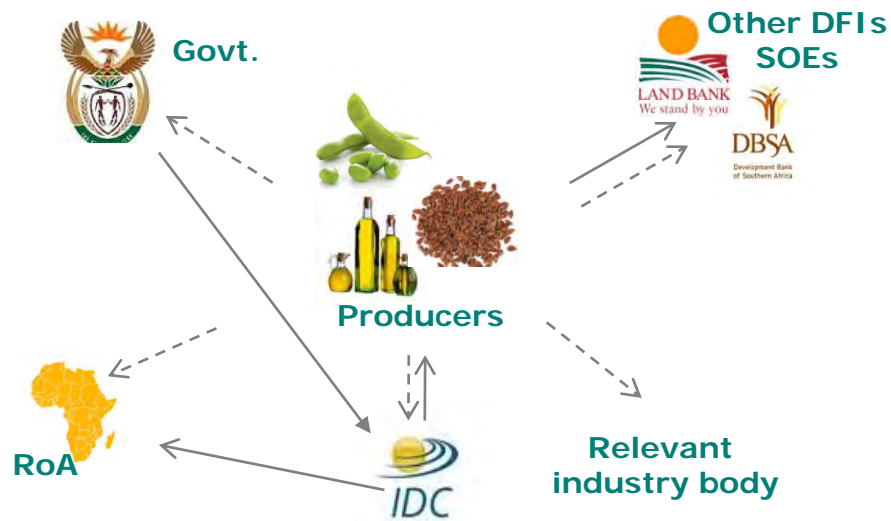 Govt.
Other DFIs
SOEs
LAND BANK
We stand by you
DBSA
Development Bank
of Southern Africa
Producers
RoA
IDC
Relevant
industry body